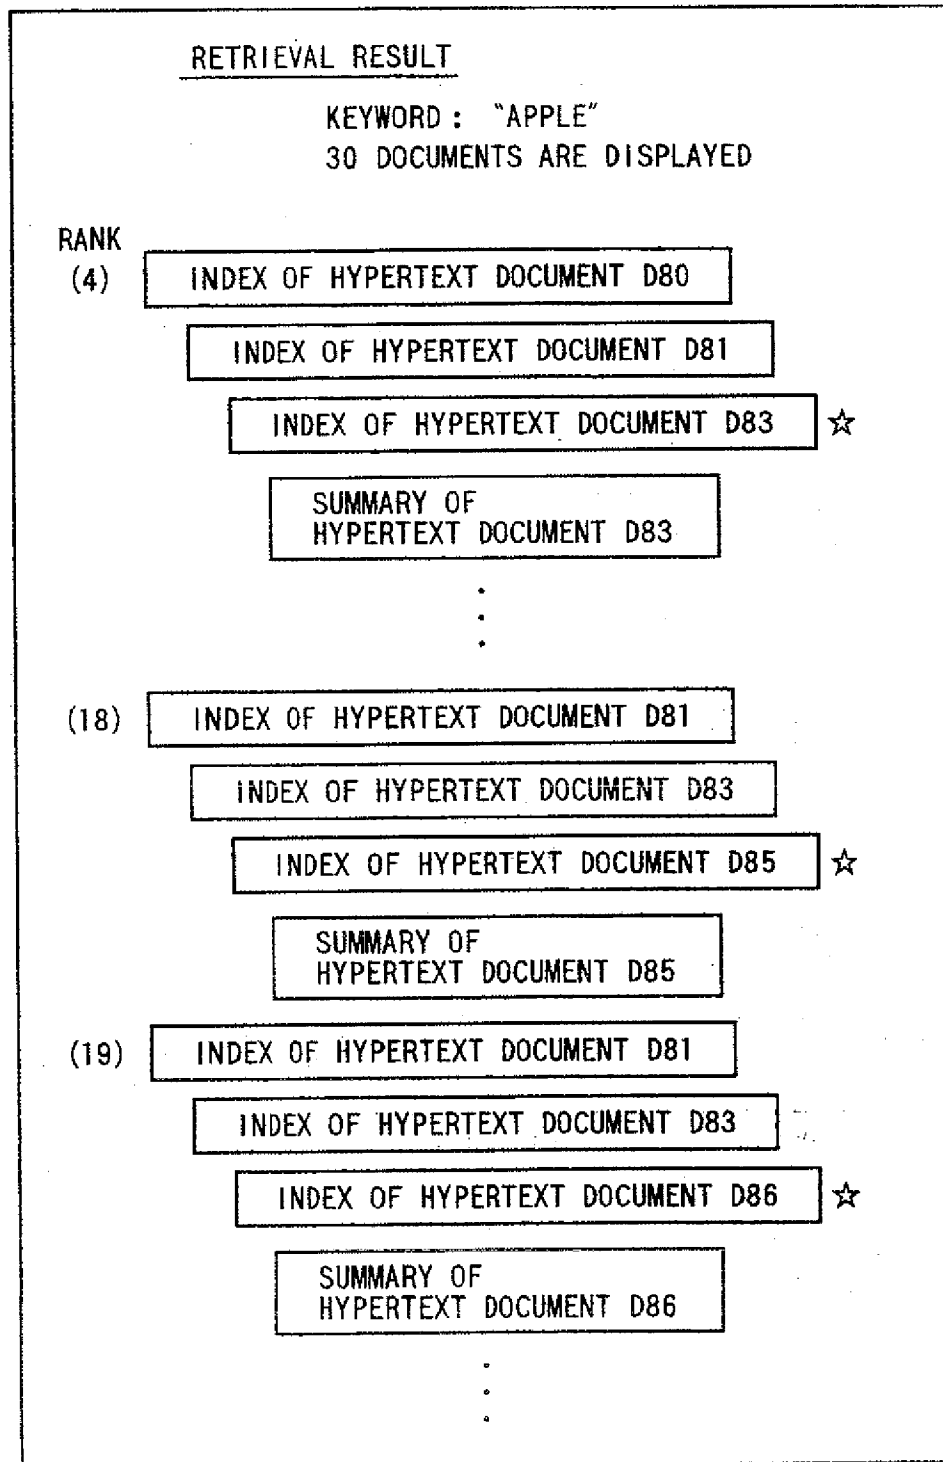 RETRIEVAL RESULT
KEYWORD : "APPLE"
30 DOCUMENTS ARE DISPLAYED
RANK
(4) INDEX OF HYPERTEXT DOCUMENT D80
INDEX OF HYPERTEXT DOCUMENT D81
INDEX OF HYPERTEXT DOCUMENT D83 ☆
SUMMARY OF
HYPERTEXT DOCUMENT D83
(18) INDEX OF HYPERTEXT DOCUMENT D81
INDEX OF HYPERTEXT DOCUMENT D83
INDEX OF HYPERTEXT DOCUMENT D85 ☆
SUMMARY OF
HYPERTEXT DOCUMENT D85
(19) INDEX OF HYPERTEXT DOCUMENT D81
INDEX OF HYPERTEXT DOCUMENT D83
INDEX OF HYPERTEXT DOCUMENT D86 ☆
SUMMARY OF
HYPERTEXT DOCUMENT D86